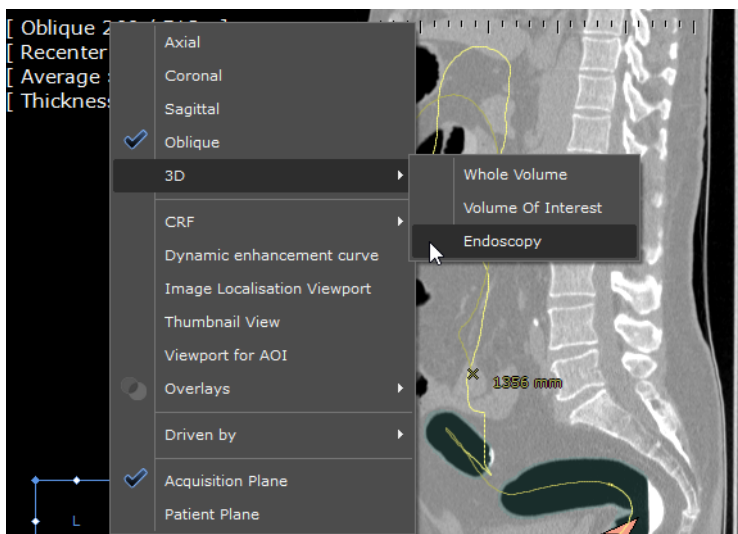 [ Oblique 2
[ Recenter
[ Average
[ Thickness
Axial
Coronal
Sagittal
Oblique
3D
Whole Volume
Volume Of Interest
Endoscopy
CRF
Dynamic enhancement curve
Image Localisation Viewport
Thumbnail View
Viewport for AOI
Overlays
1356 mm
Driven by
Acquisition Plane
Patient Plane
L